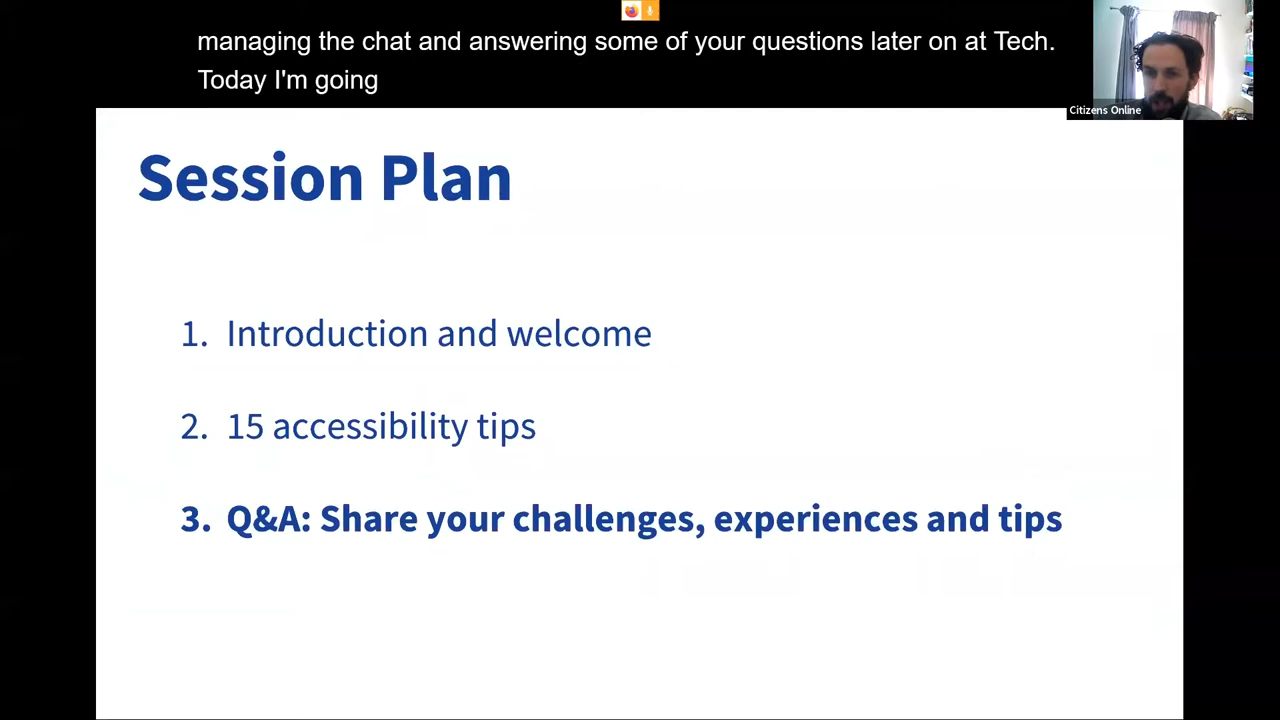 managing the chat and answering some of your questions later on at Tech.
Today I'm going
Citizens Online
Session Plan
1. Introduction and welcome
2. 15 accessibility tips
3. Q&A: Share your challenges, experiences and tips